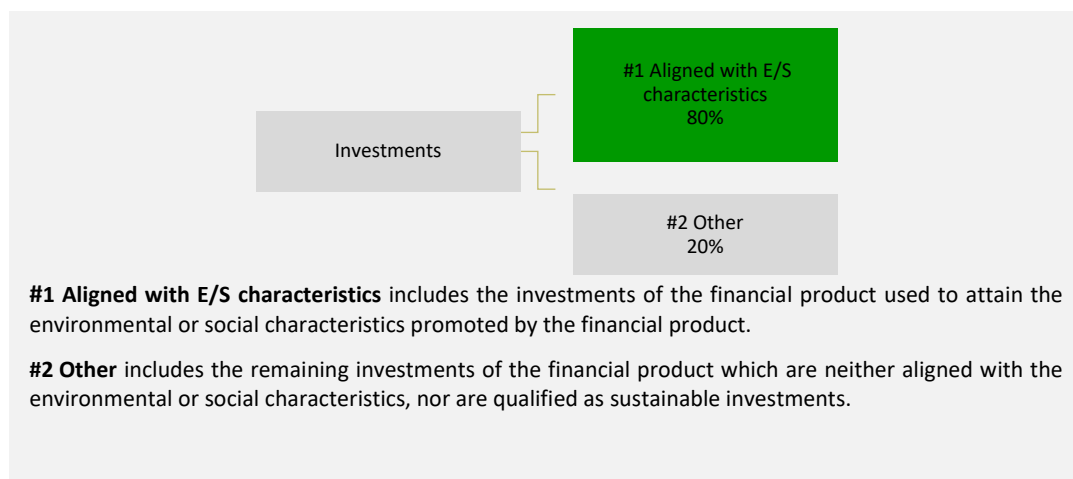 #1 Aligned with E/S
characteristics
80%
Investments
#2 Other
20%
#1 Aligned with E/S characteristics includes the investments of the financial product used to attain the
environmental or social characteristics promoted by the financial product.
#2 Other includes the remaining investments of the financial product which are neither aligned with the
environmental or social characteristics, nor are qualified as sustainable investments.